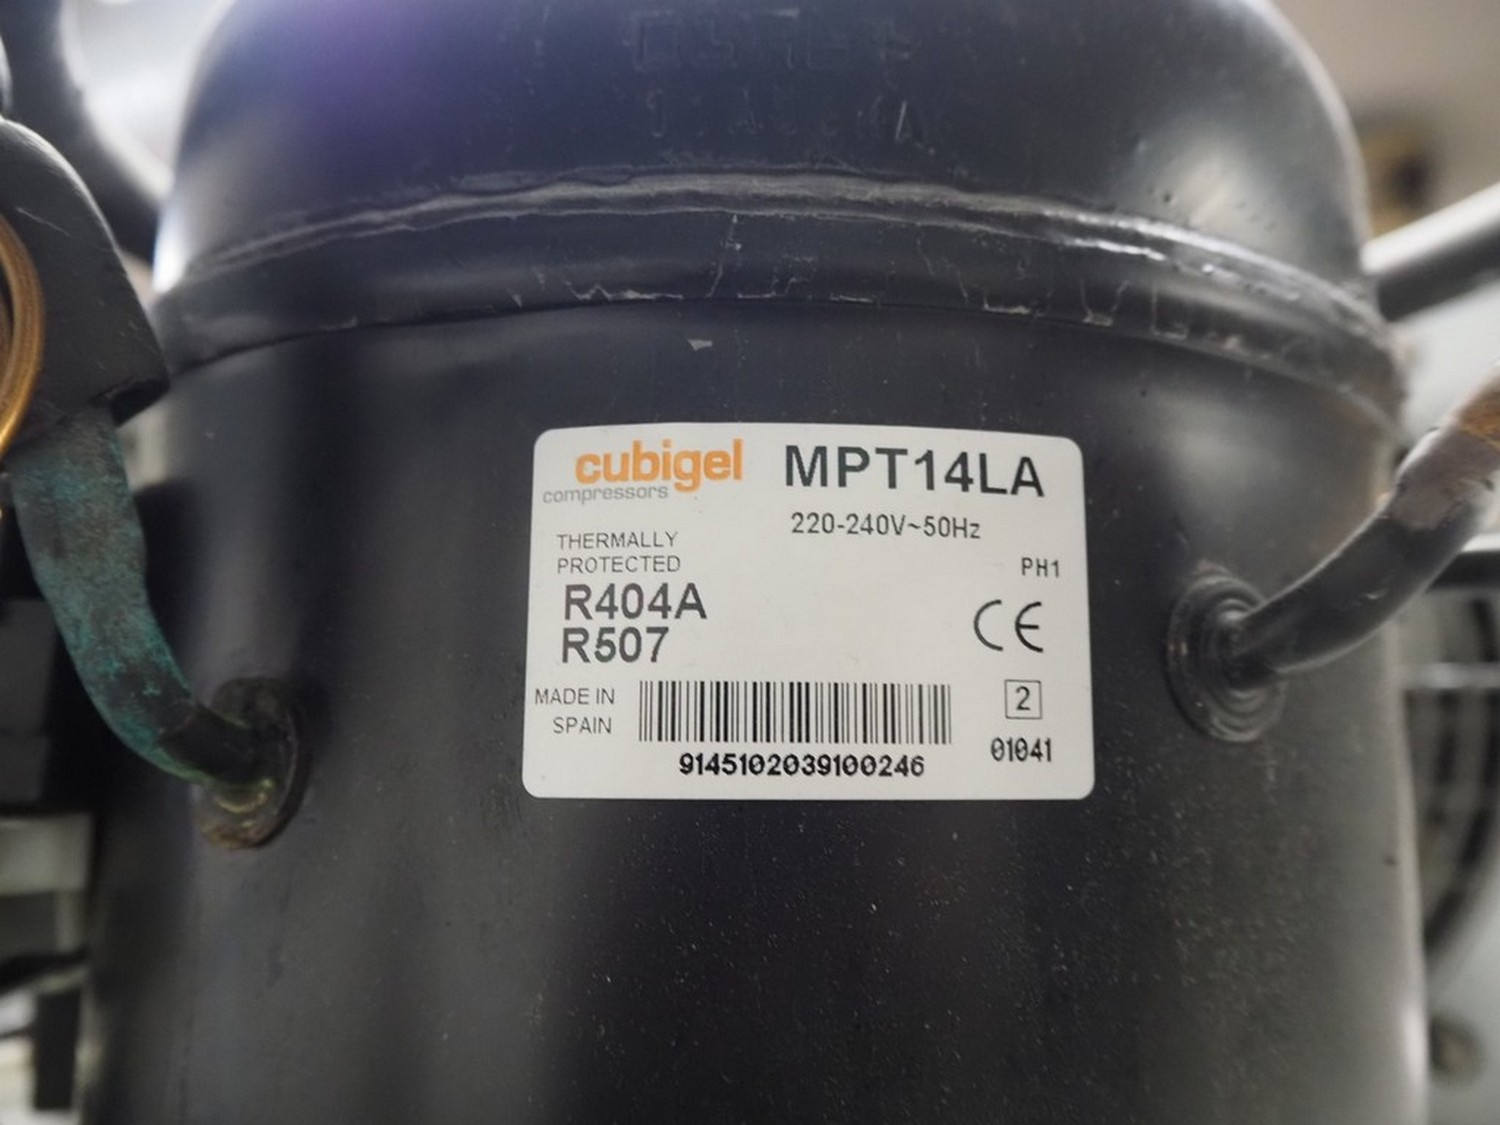 cubigel
compressors
MPT14LA
220-240V~50Hz
THERMALLY
PROTECTED
PH1
R404A
R507
CE
MADE IN
SPAIN
2
9145102039100246
01041